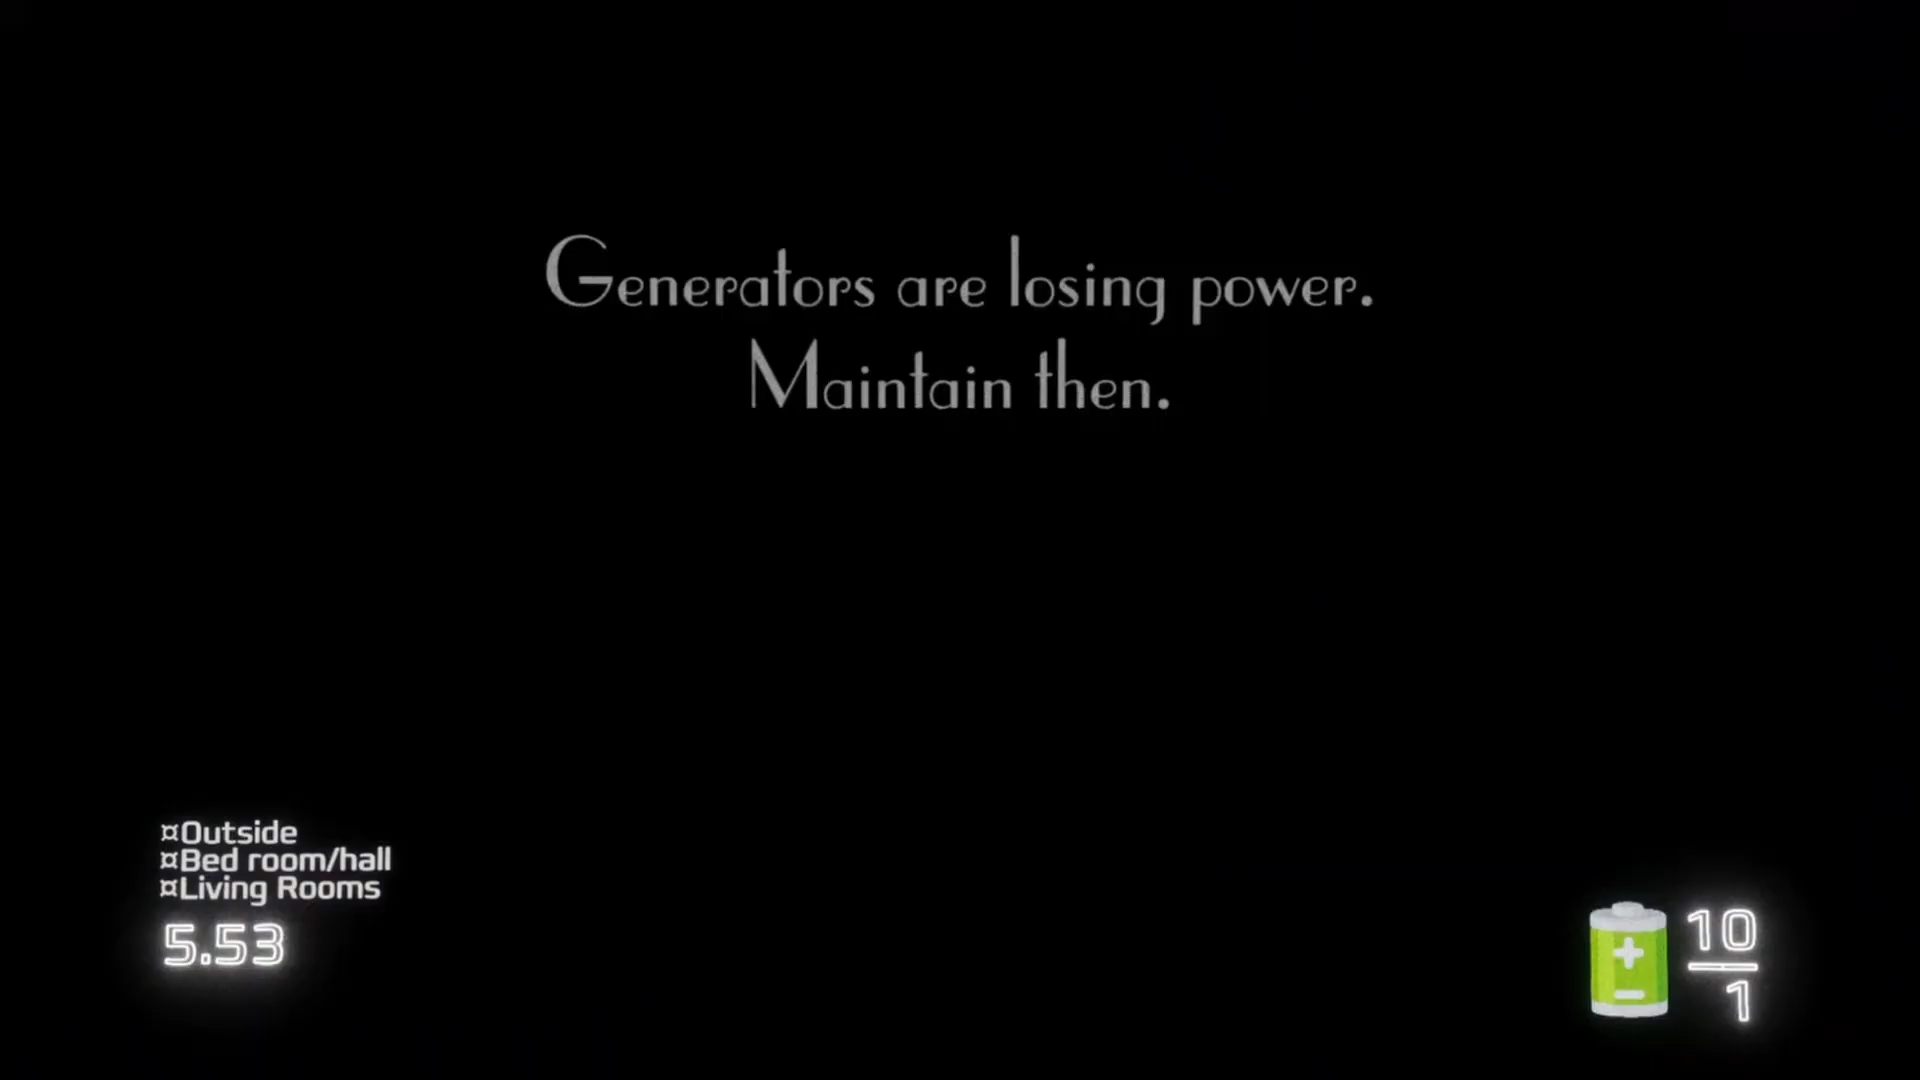 Generators are losing power.
Maintain then.
¤Outside
¤Bed room/hall
¤Living Rooms
5.53
10
1